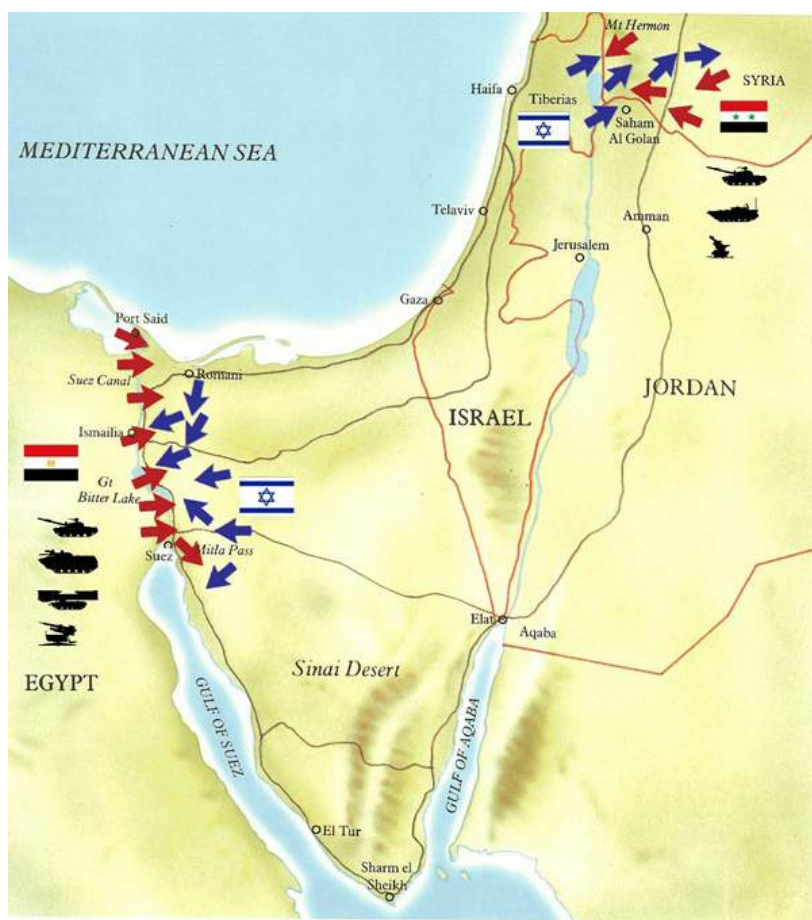 Mt Hermon
SYRIA
Haifa
Tiberias
Saham
Al Golan
MEDITERRANEAN SEA
Telaviv
Amman
Jerusalem
Gaza
Port Said
Suez Canal
Romani
JORDAN
ISRAEL
Ismailia
Gt
Bitter Lake
Suez
Mitla Pass
Elat
Aqaba
Sinai Desert
EGYPT
GULF OF SUEZ
GULF OF AQABA
El Tur
Sharm el
Sheikh